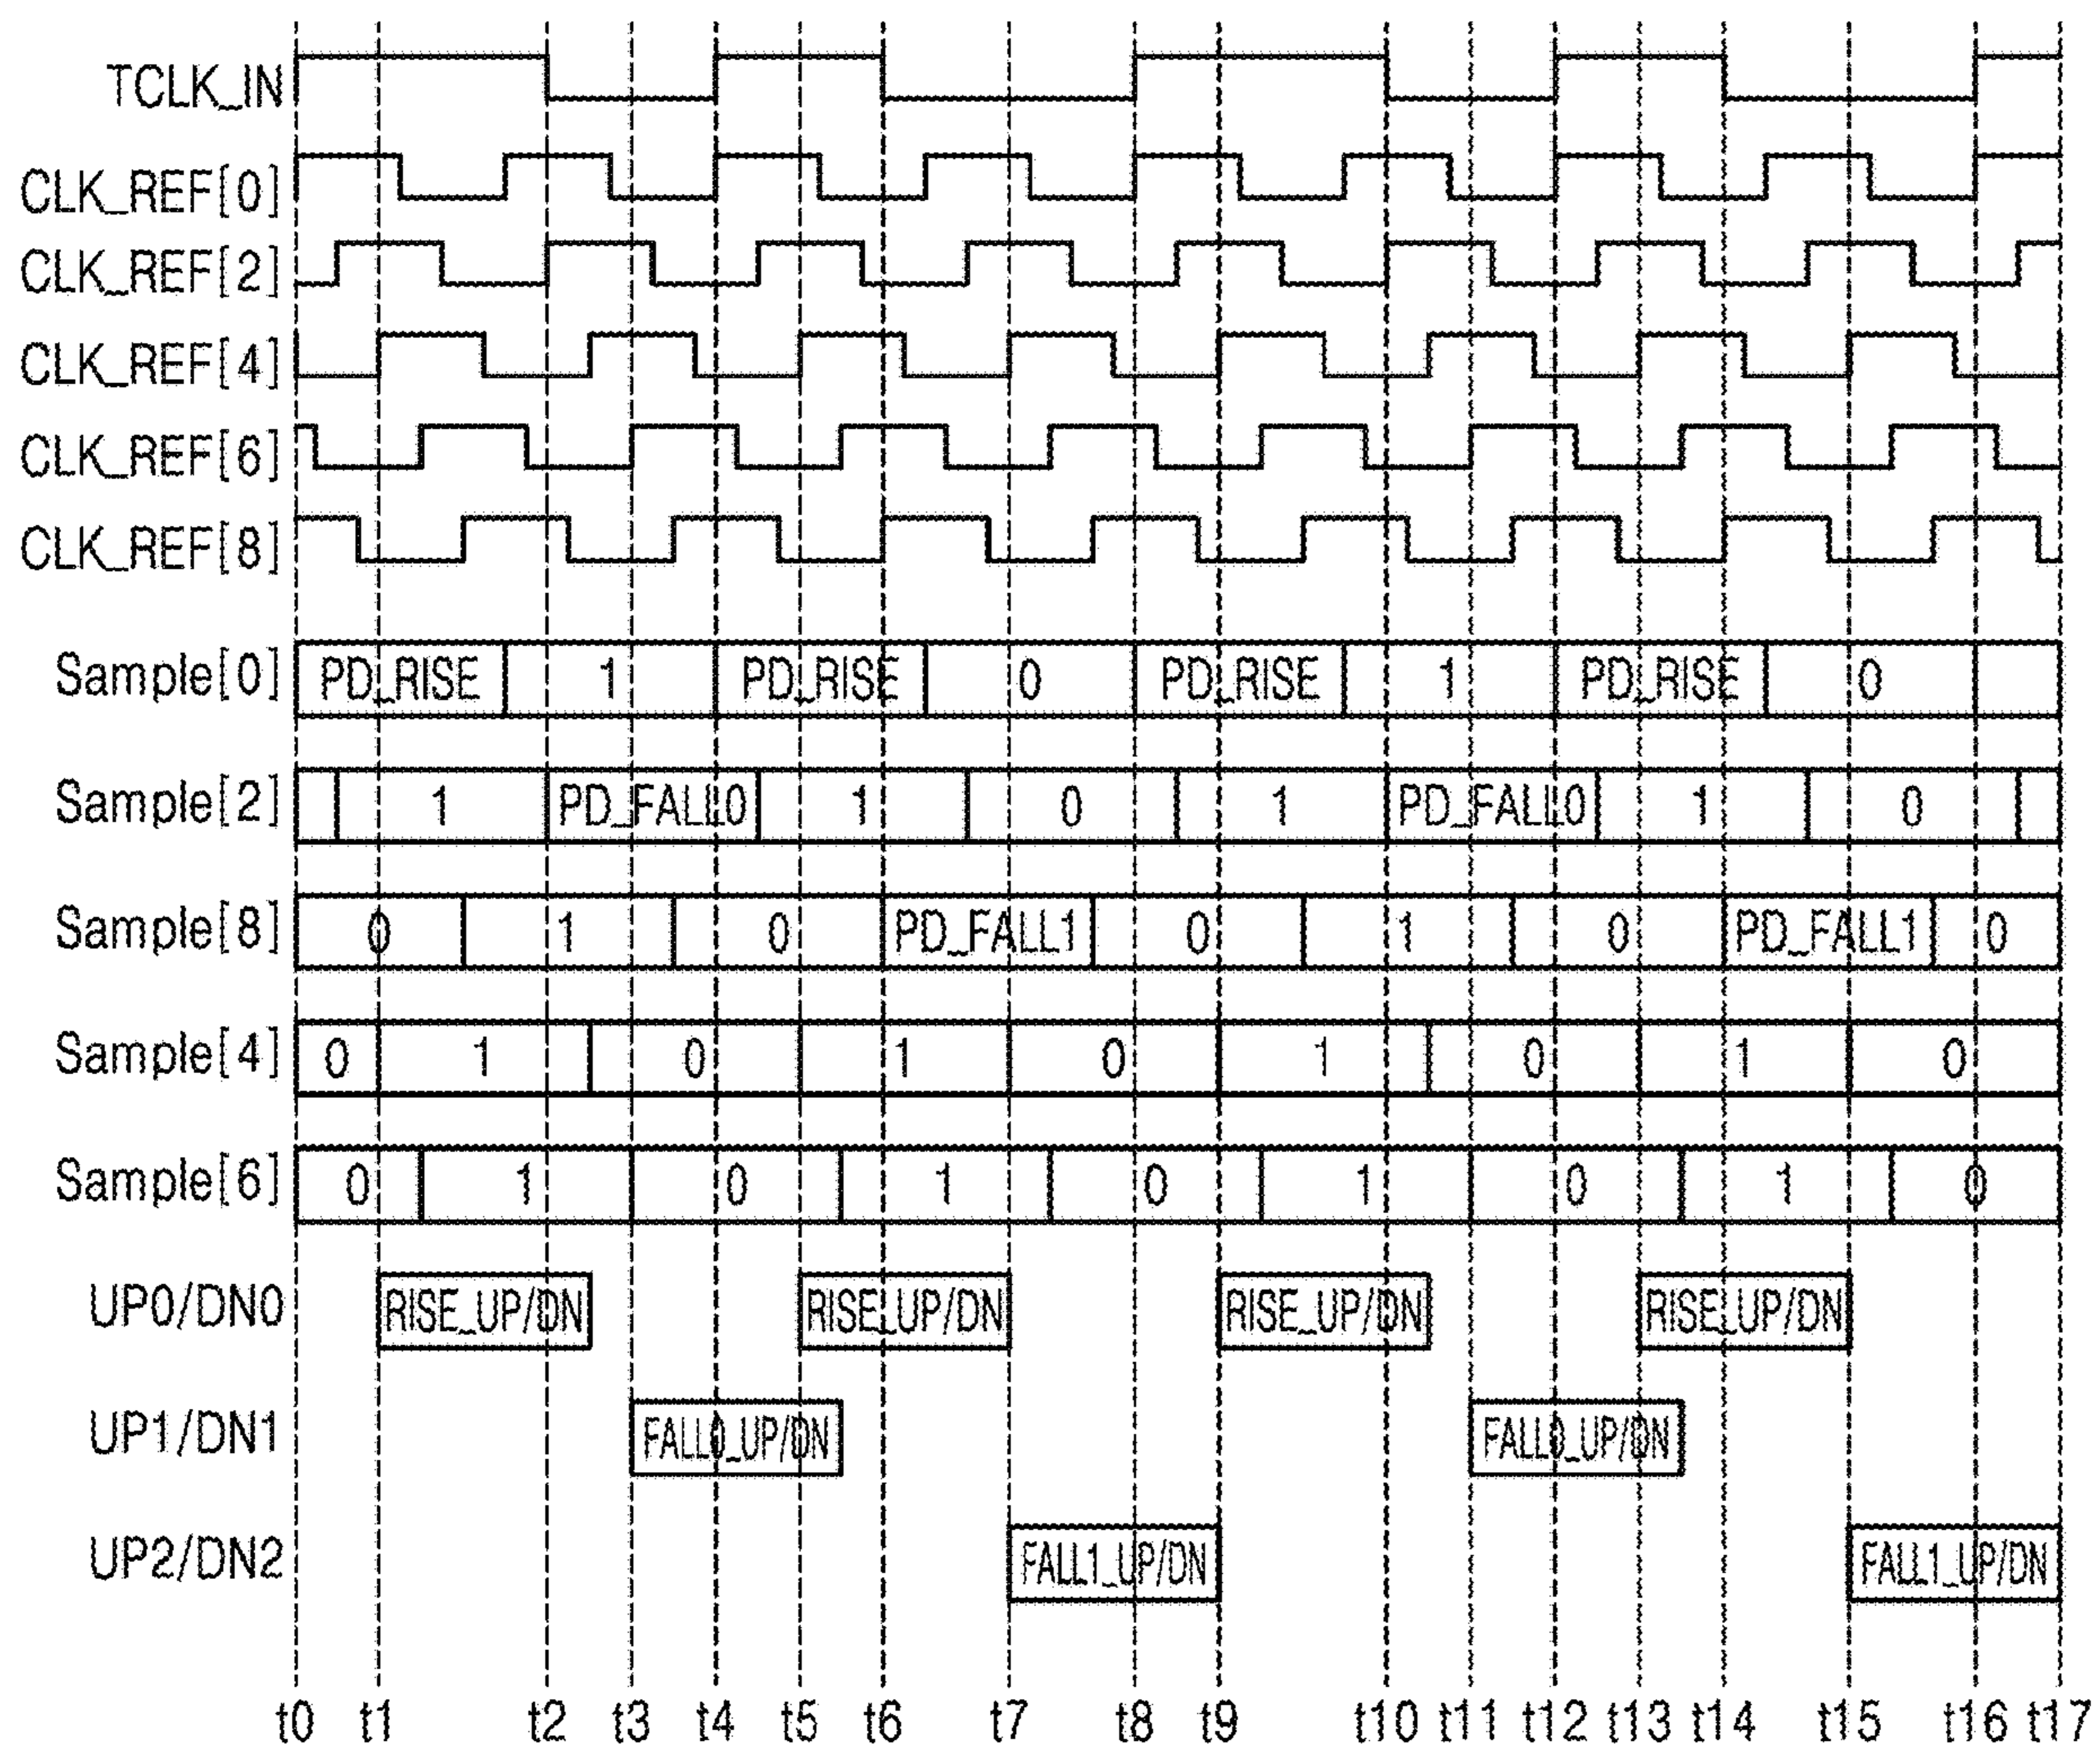 TCLK_IN
CLK_REF[0]
CLK_REF[2]
CLK_REF[4]
CLK_REF[6]
CLK_REF[8]
Sample[0] PD_RISE 1 PD_RISE 0 PD_RISE 1 PD_RISE 0
Sample[2] 1 PD_FALL0 1 0 1 PD_FALL0 1 0
Sample[8] 0 1 0 PD_FALL1 0 1 0 PD_FALL1 0
Sample[4] 0 1 0 1 0 1 0 1 0
Sample[6] 0 1 0 1 0 1 0 1 0
UP0/DN0 RISE_UP/DN RISE_UP/DN RISE_UP/DN RISE_UP/DN
UP1/DN1 FALL0_UP/DN FALL0_UP/DN
UP2/DN2 FALL1_UP/DN FALL1_UP/DN
t0 t1 t2 t3 t4 t5 t6 t7 t8 t9 t10 t11 t12 t13 t14 t15 t16 t17